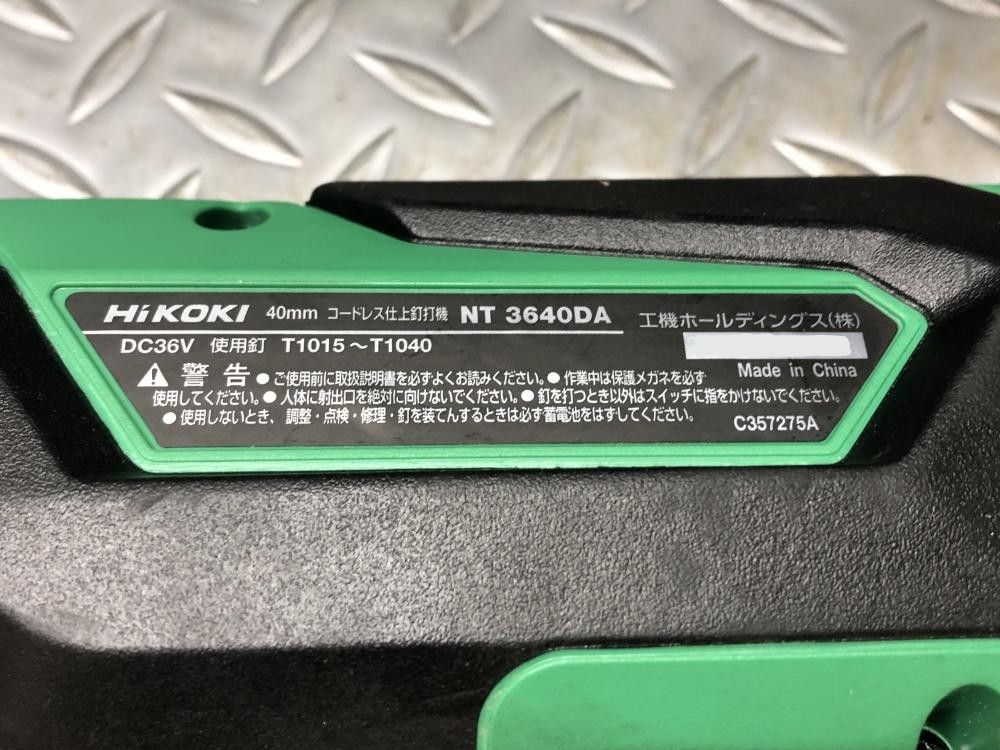 HiKOKI 40mm コードレス仕上釘打機 NT 3640DA 工機ホールディングス(株)
DC36V 使用釘 T1015～T1040
Made in China
警告 ●ご使用前に取扱説明書を必ずよくお読みください。●作業中は保護メガネを必ず
使用してください。●人体に射出口を絶対に向けないでください。●釘を打つとき以外はスイッチに指をかけないでください。
●使用しないとき、調整・点検・修理・釘を装てんするときは必ず蓄電池をはずしてください。
C357275A